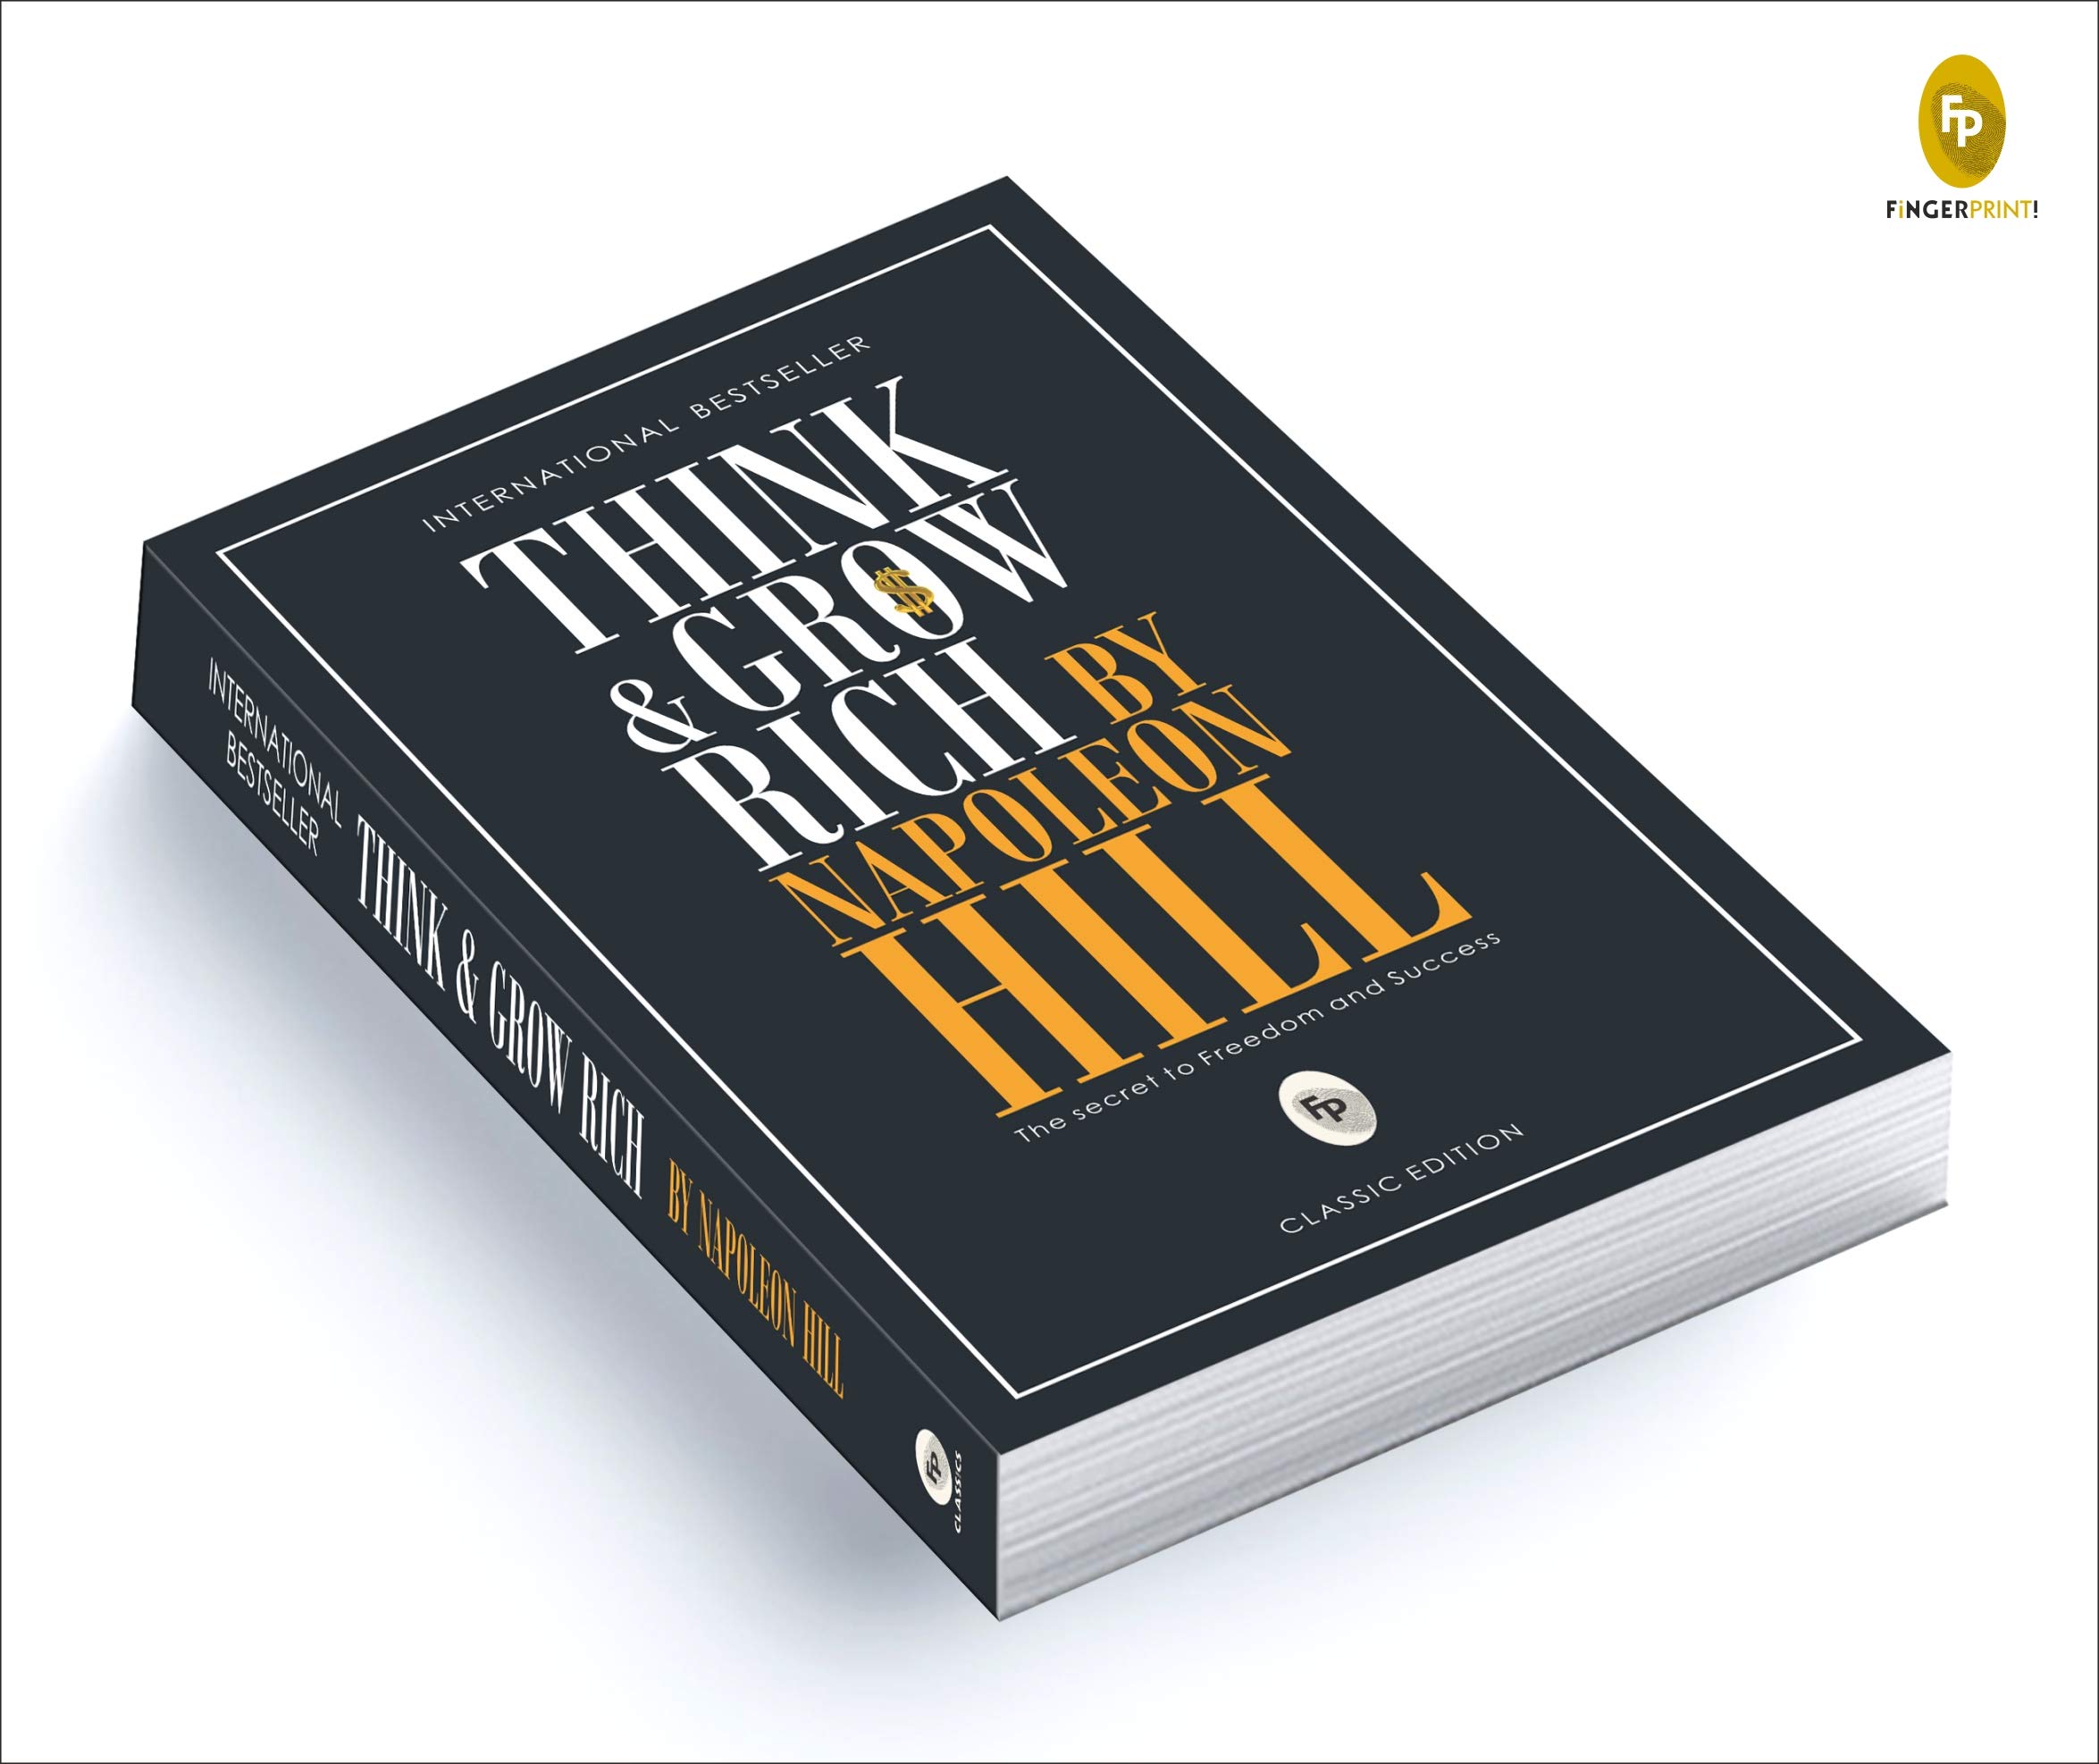 FP
FiNGERPRINT!
INTERNATIONAL BESTSELLER
THINK
& GROW
$
RICH BY
NAPOLEON
HILL
The secret to Freedom and Success
FP
CLASSIC EDITION
INTERNATIONAL
BESTSELLER
THINK & GROW RICH BY NAPOLEON HILL
FP
CLASSICS